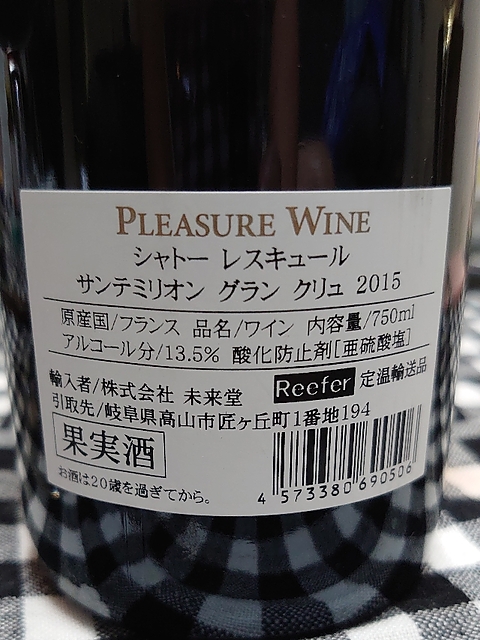 PLEASURE WINE
シャトー レスキュール
サンテミリオン グラン クリュ 2015
原産国/フランス 品名/ワイン 内容量/750ml
アルコール分/13.5% 酸化防止剤[亜硫酸塩]
輸入者/株式会社 未来堂 Reefer 定温輸送品
引取先/岐阜県高山市匠ヶ丘町1番地194
果実酒
お酒は20歳を過ぎてから。
4 573380 690506